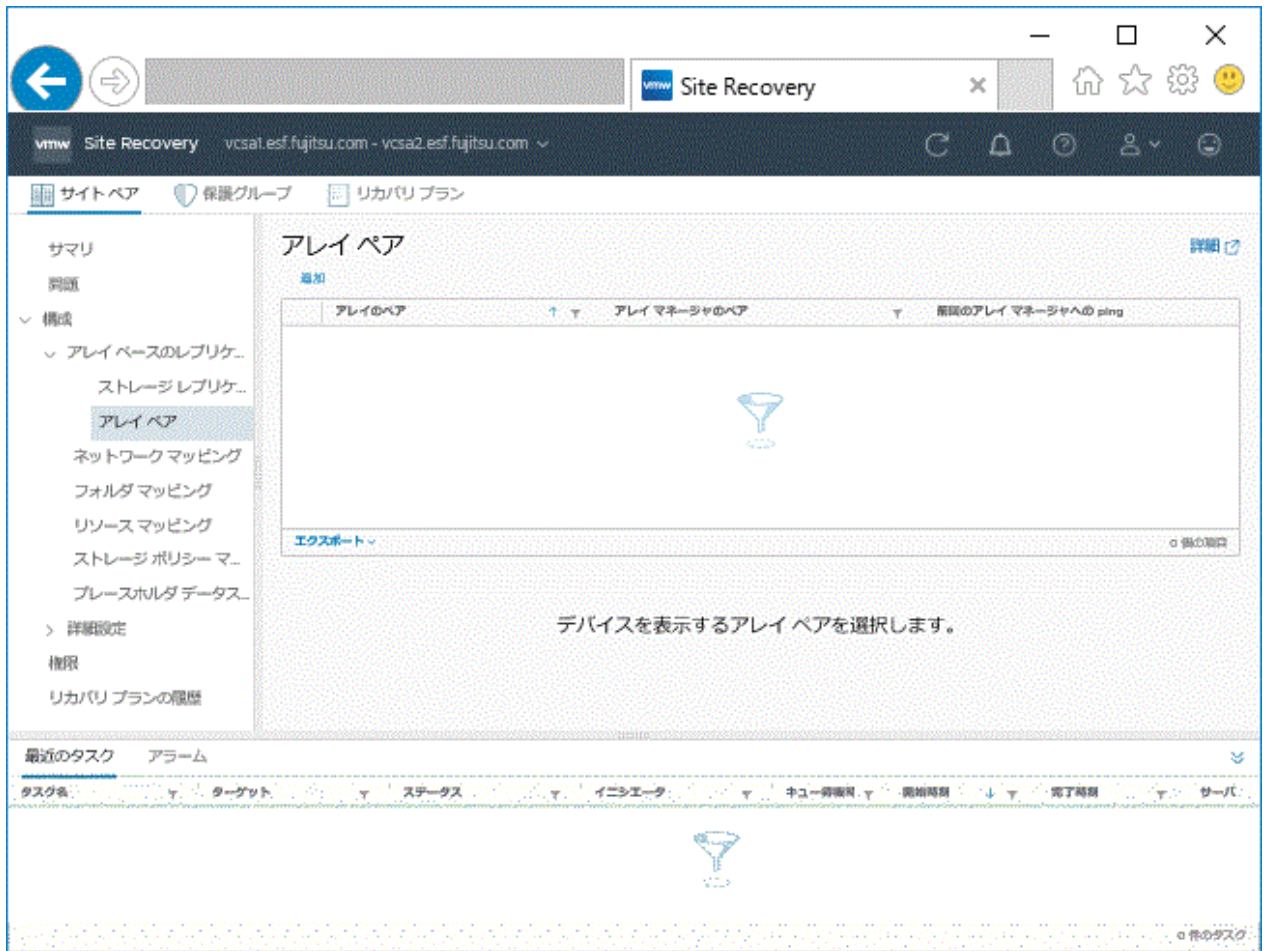 vmw Site Recovery
vmw Site Recovery vcsa1.esf.fujitsu.com - vcsa2.esf.fujitsu.com
サイト ペア 保護グループ リカバリ プラン
サマリ
問題
構成
アレイ ベースのレプリケ...
ストレージ レプリケ...
アレイ ペア
ネットワーク マッピング
フォルダ マッピング
リソース マッピング
ストレージ ポリシー マ...
プレースホルダ データス...
詳細設定
権限
リカバリ プランの履歴
アレイ ペア
詳細
追加
アレイのペア アレイ マネージャのペア 前回のアレイ マネージャへの ping
エクスポート 0 個の項目
デバイスを表示するアレイ ペアを選択します。
最近のタスク アラーム
タスク名 ターゲット ステータス イニシエータ キュー待機時 開始時刻 完了時刻 サーバ
0 件のタスク